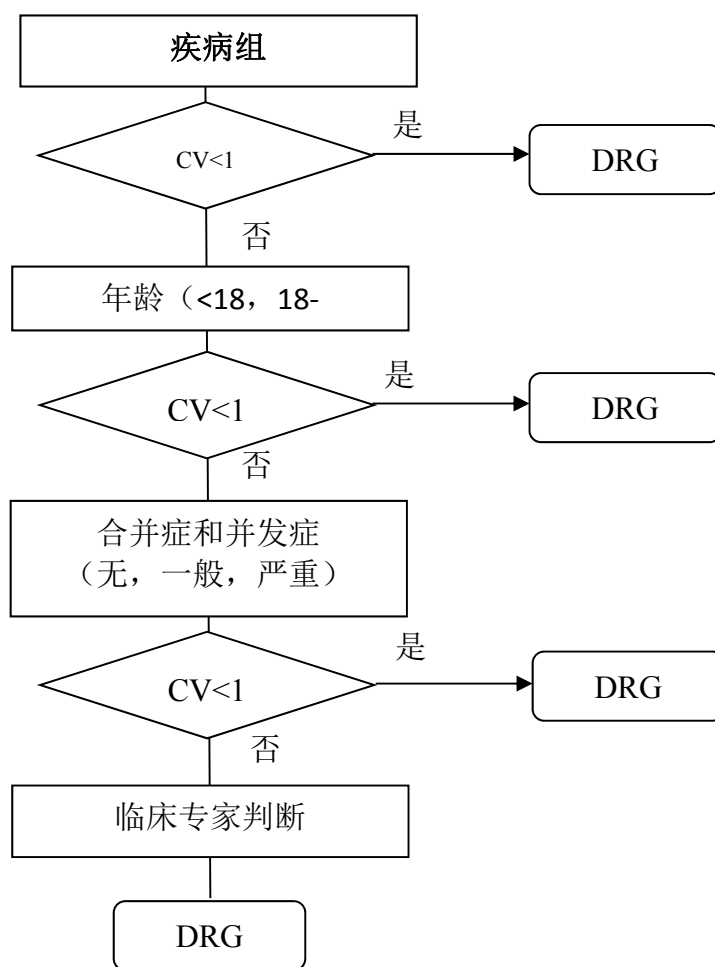 疾病组
是
CV<1
DRG
否
年龄（<18，18-
是
CV<1
DRG
否
合并症和并发症
（无，一般，严重）
是
CV<1
DRG
否
临床专家判断
DRG